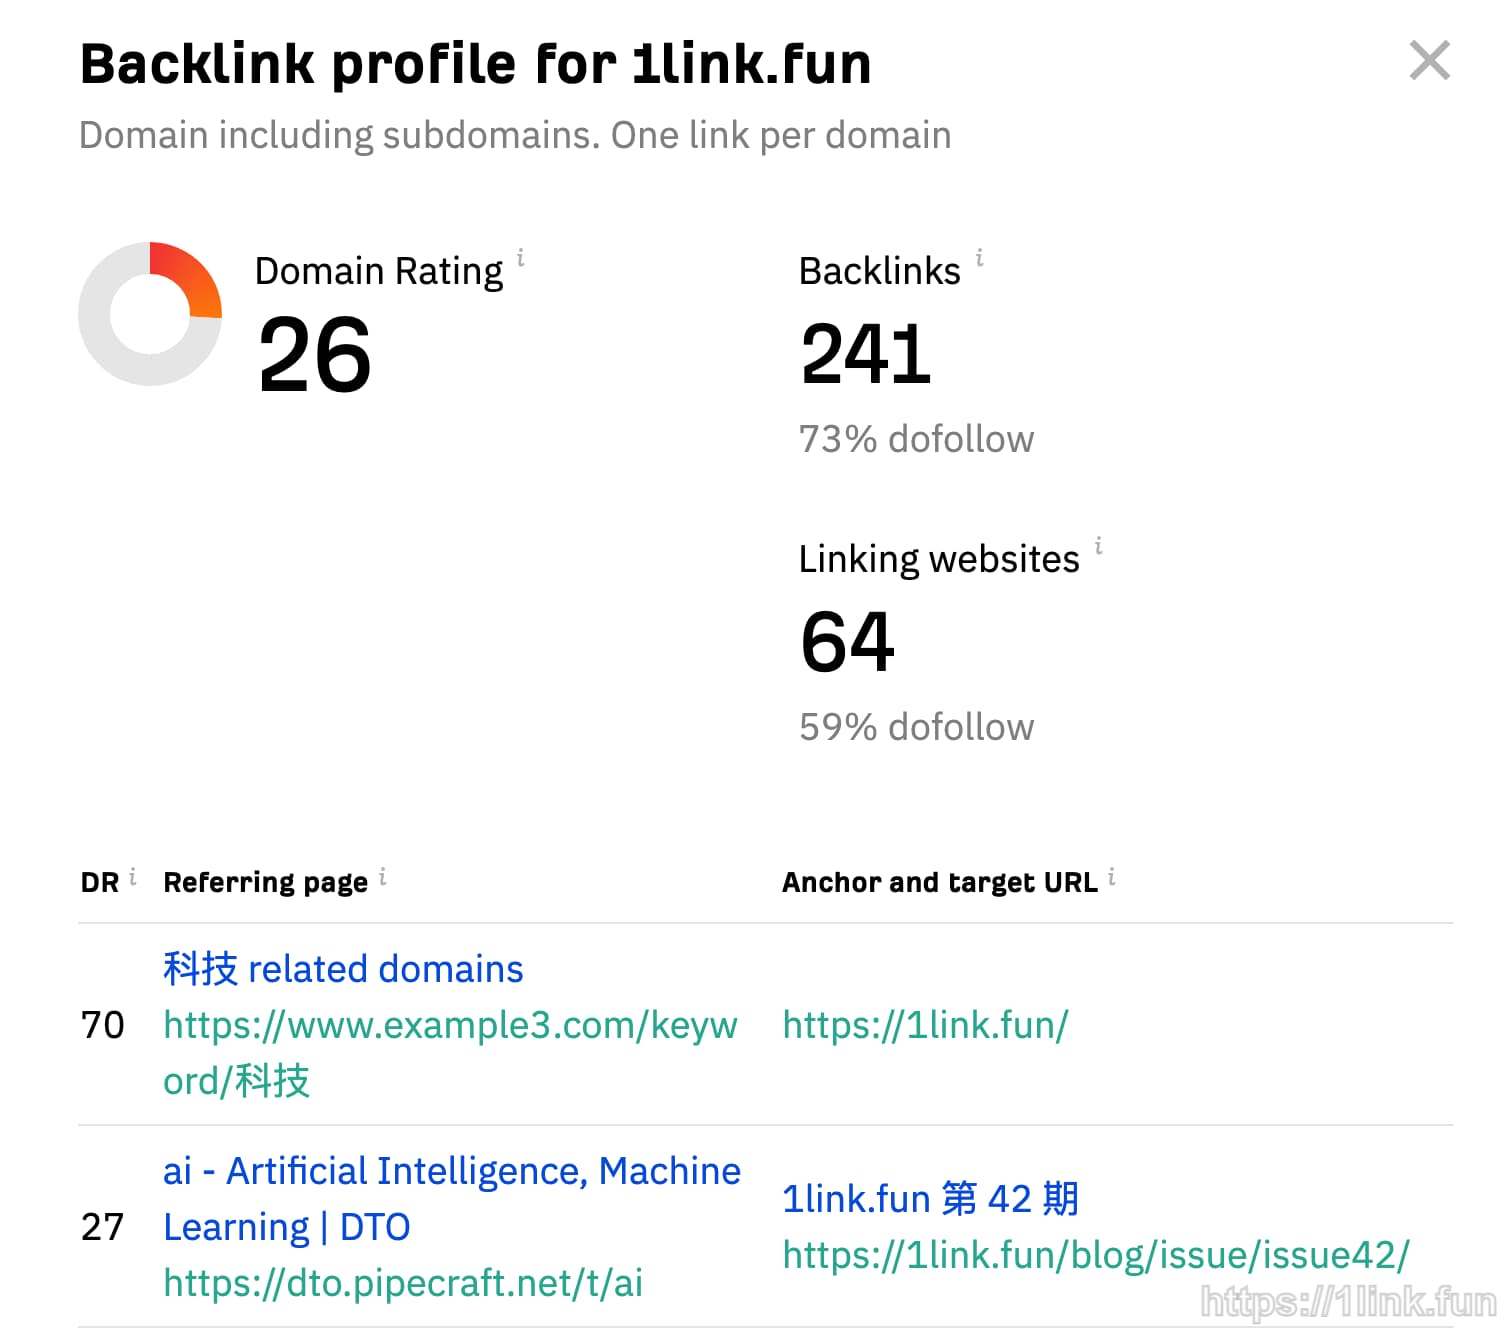 Backlink profile for 1link.fun
Domain including subdomains. One link per domain
Domain Rating i
26
Backlinks i
241
73% dofollow
Linking websites i
64
59% dofollow
DR i Referring page i Anchor and target URL i
科技 related domains
70 https://www.example3.com/keyw https://1link.fun/
ord/科技
ai - Artificial Intelligence, Machine
27 Learning | DTO
https://dto.pipecraft.net/t/ai
1link.fun 第 42 期
https://1link.fun/blog/issue/issue42/
https://1link.fun